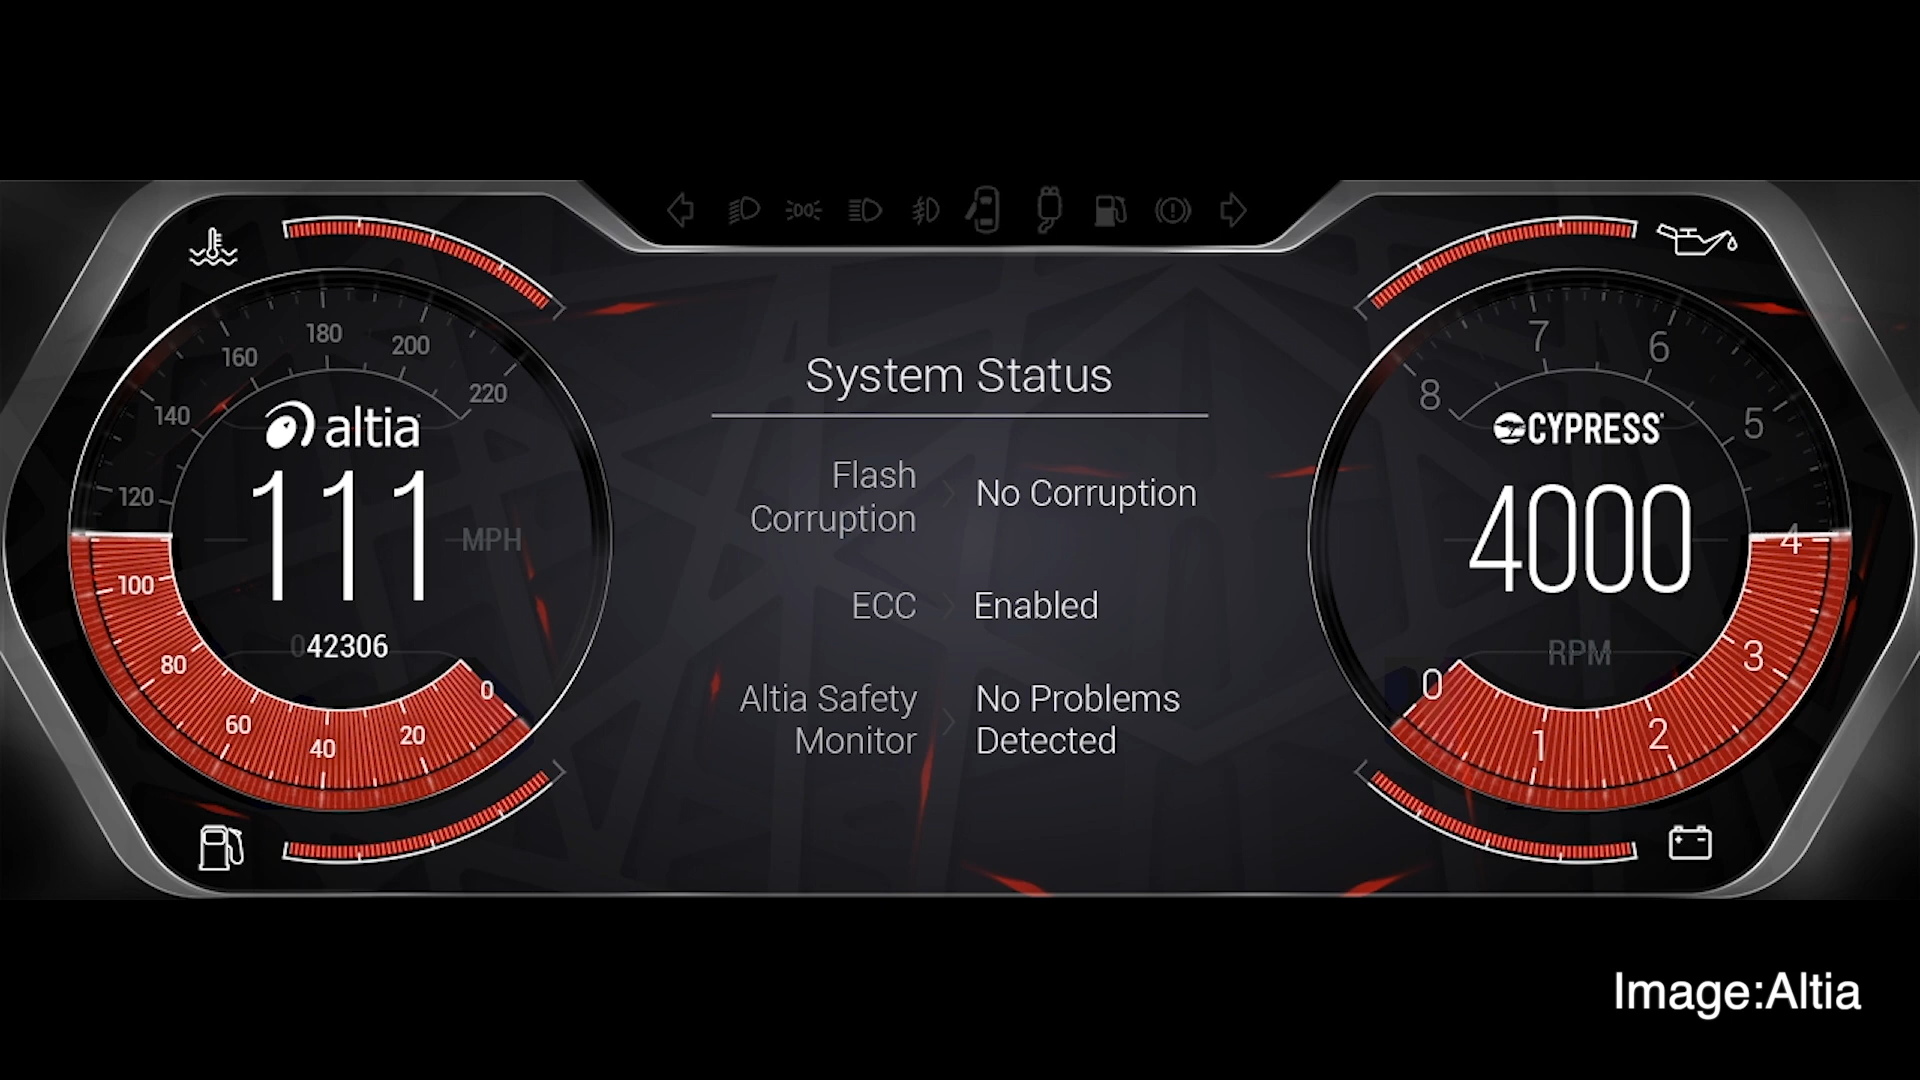 220
200
180
160
140
120
100
80
60
40
20
0
altia
111
MPH
042306
System Status
Flash
Corruption
No Corruption
ECC
Enabled
Altia Safety
Monitor
No Problems
Detected
8
7
6
5
4
3
2
1
0
CYPRESS
4000
RPM
Image:Altia